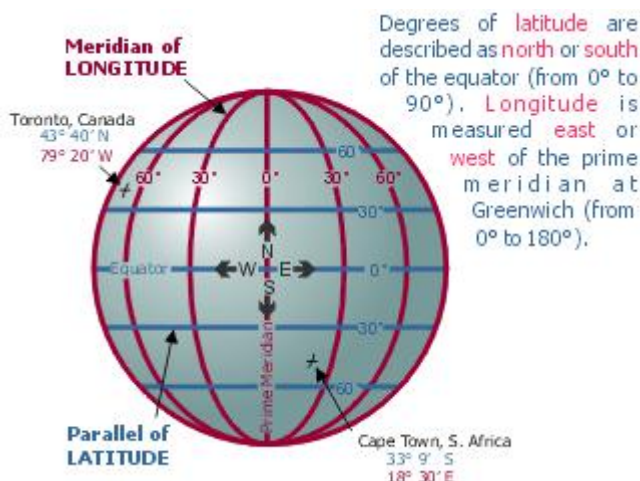 Degrees of latitude are
described as north or south
of the equator (from 0° to
90°). Longitude is
measured east or
west of the prime
meridian at
Greenwich (from
0° to 180°).
Meridian of
LONGITUDE
Toronto, Canada
43° 40′ N
79° 20′ W
60°
60° 30° 0° 30° 60°
30°
N
Equator W E 0°
S
30°
Prime Meridian
60
Parallel of
LATITUDE
Cape Town, S. Africa
33° 9′ S
18° 30′ E